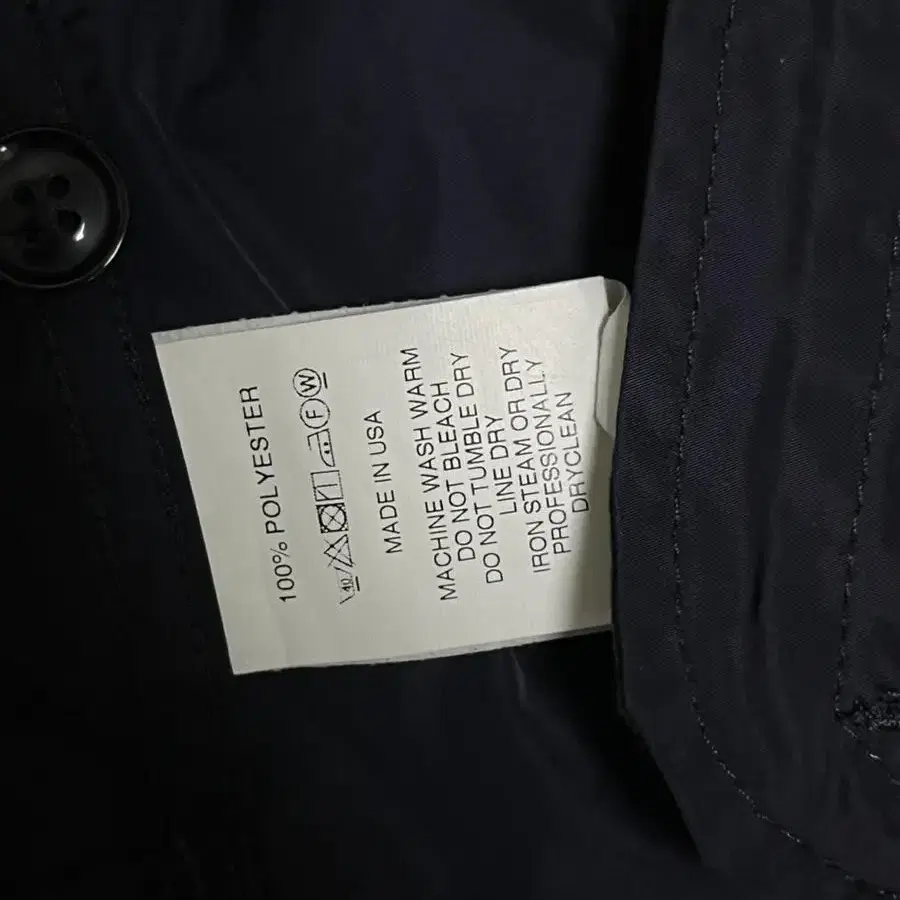 100% POLYESTER
40 F W
MADE IN USA
MACHINE WASH WARM
DO NOT BLEACH
DO NOT TUMBLE DRY
LINE DRY
IRON STEAM OR DRY
PROFESSIONALLY
DRYCLEAN